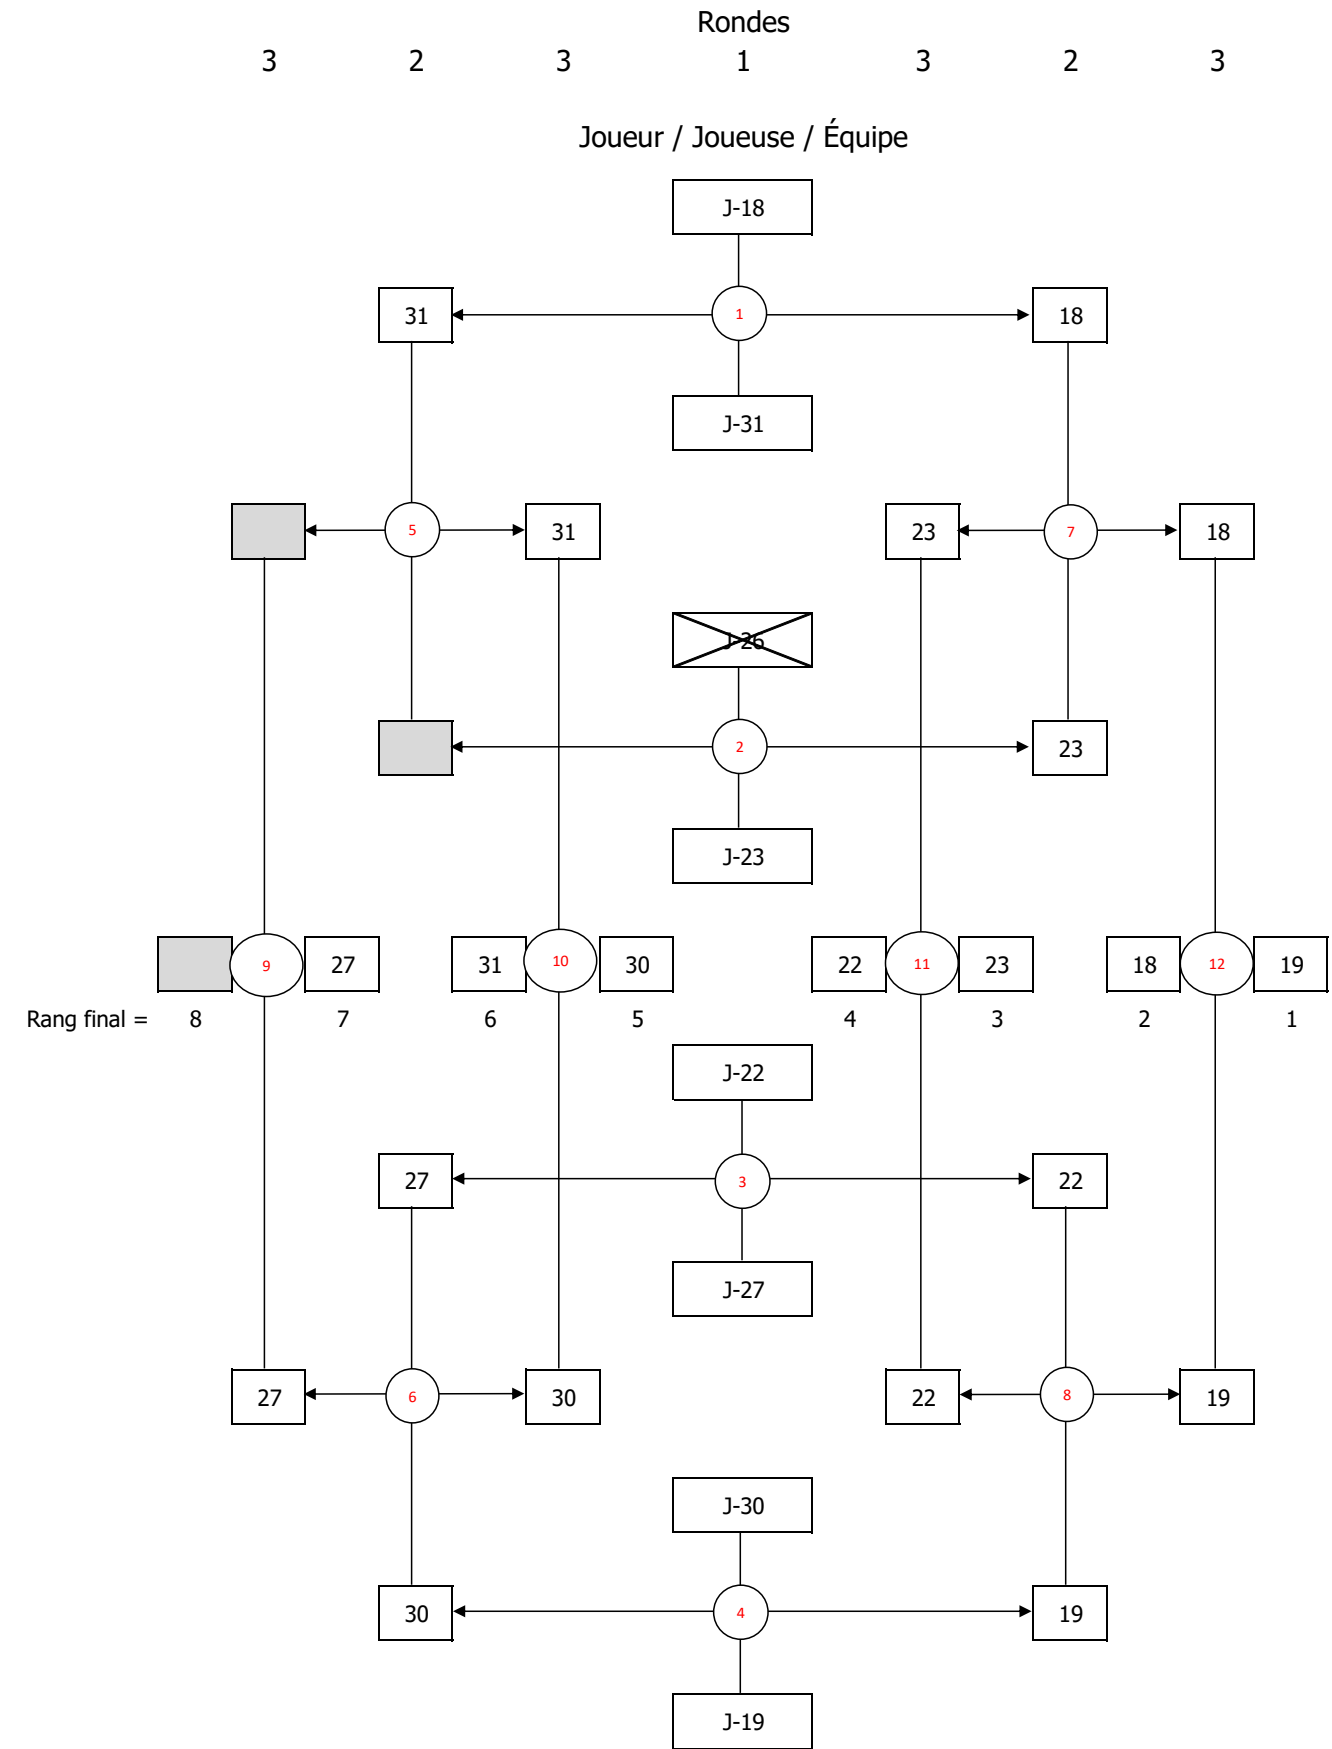 Rondes
3 2 3 1 3 2 3
Joueur / Joueuse / Équipe
J-18
31 1 18
J-31
5 31 23 7 18
J-26
2 23
J-23
9 27 31 10 30 22 11 23 18 12 19
Rang final = 8 7 6 5 4 3 2 1
J-22
27 3 22
J-27
27 6 30 22 8 19
J-30
30 4 19
J-19